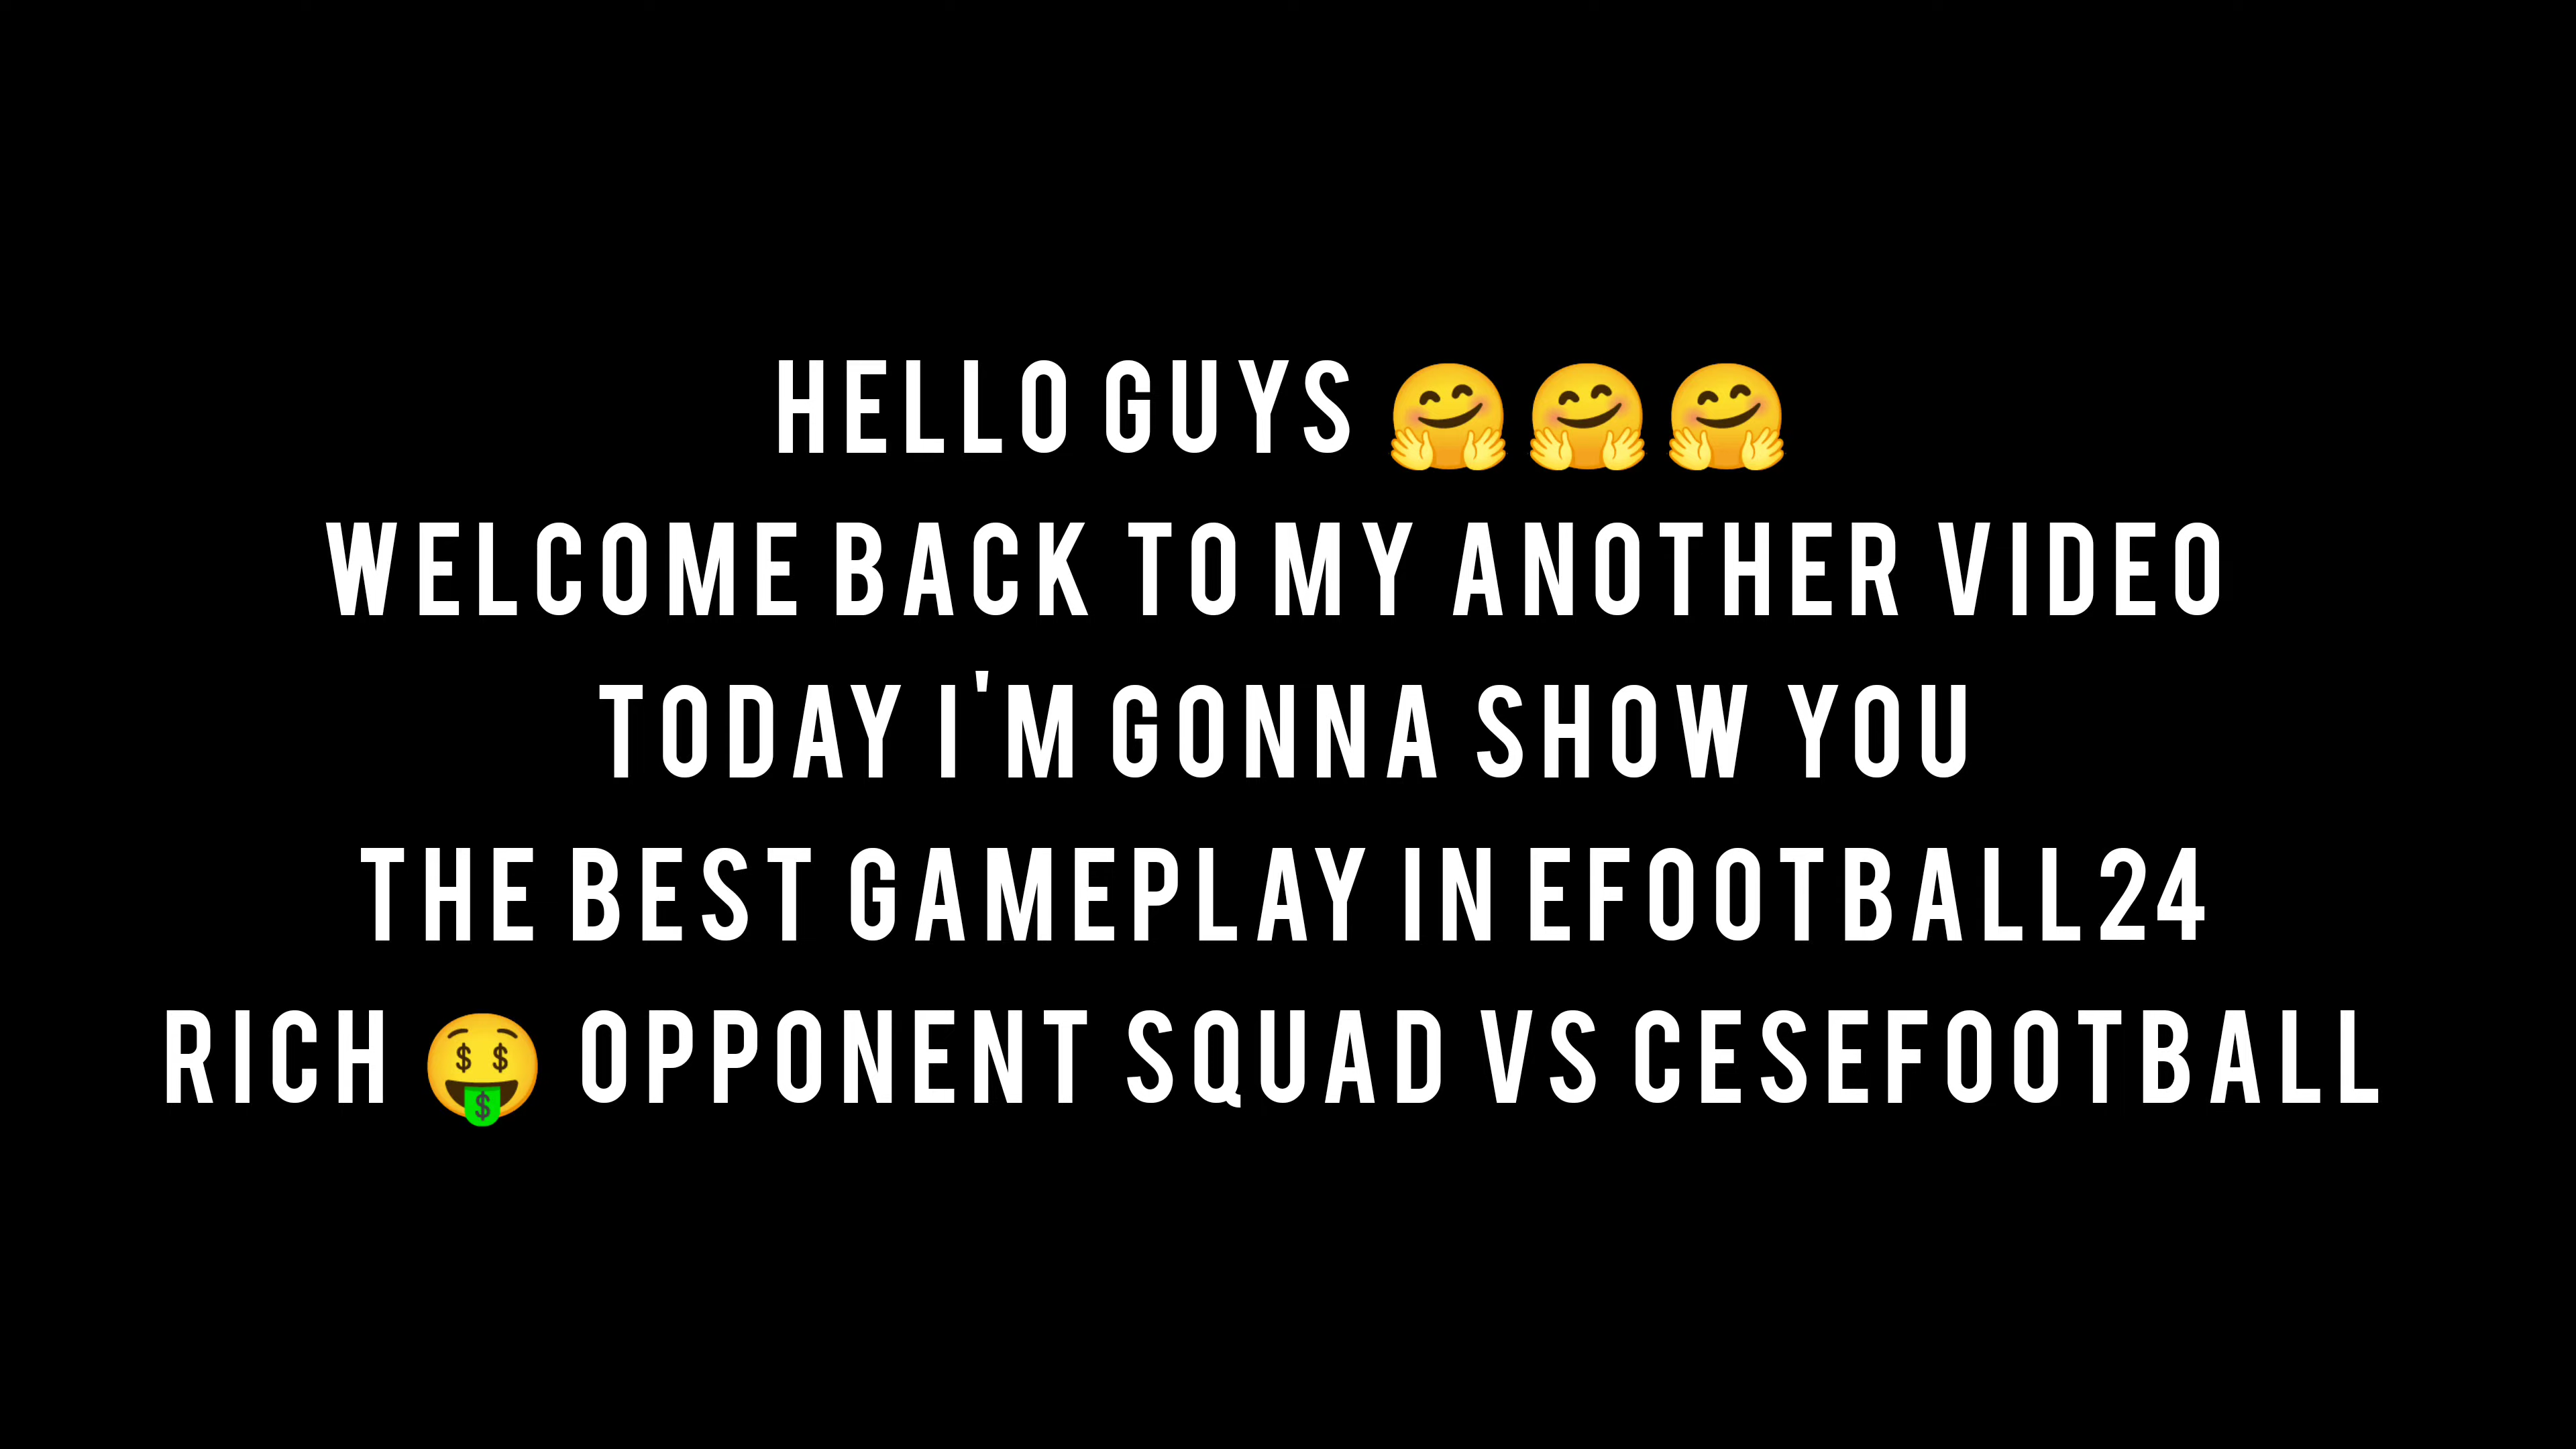 HELLO GUYS 🤗🤗🤗
WELCOME BACK TO MY ANOTHER VIDEO
TODAY I'M GONNA SHOW YOU
THE BEST GAMEPLAY IN EFOOTBALL24
RICH 🤑 OPPONENT SQUAD VS CESEFOOTBALL